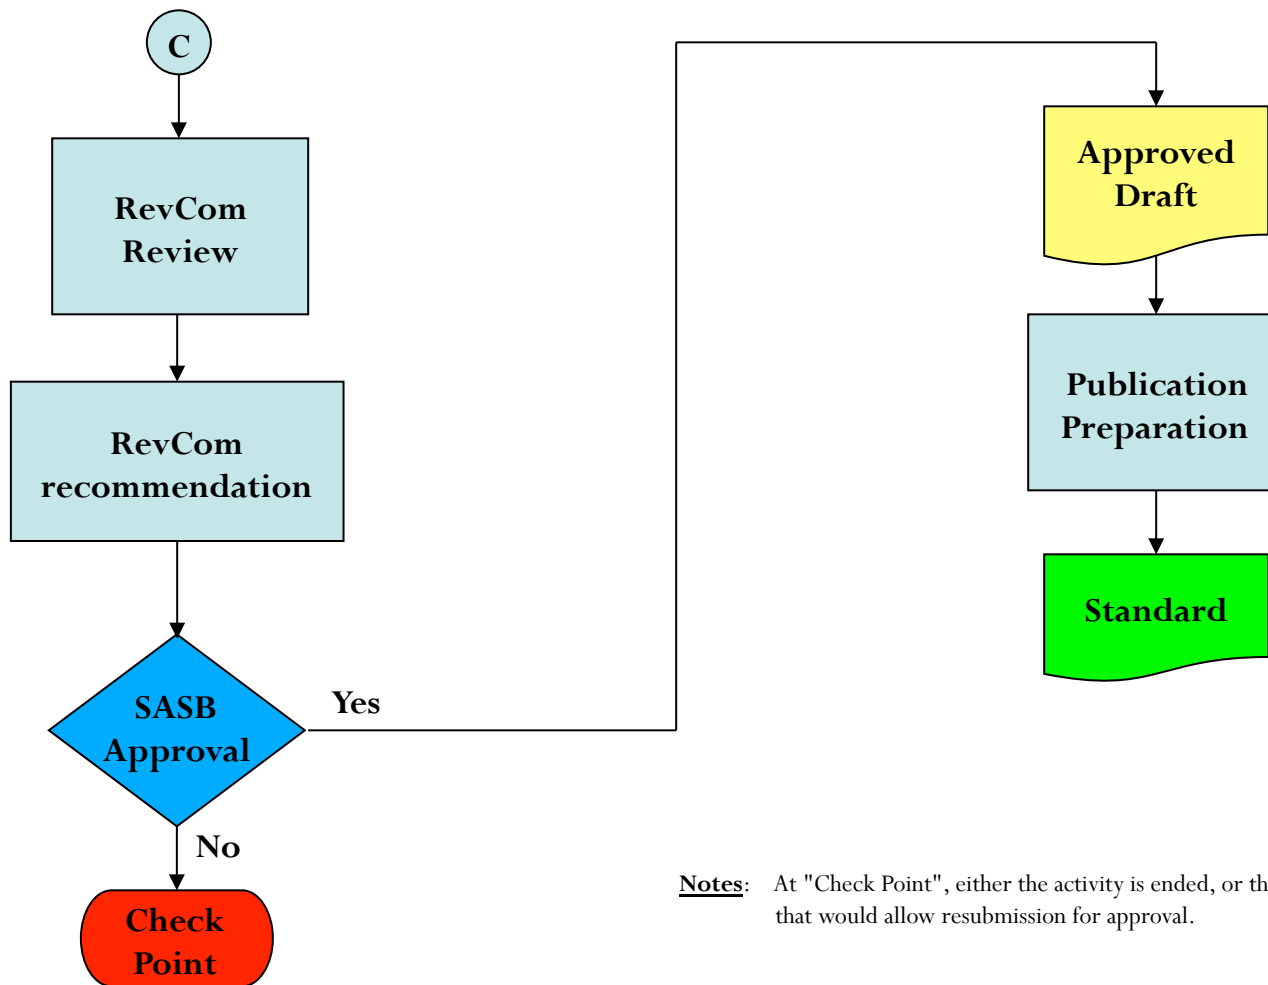 C
RevCom
Review
RevCom
recommendation
SASB
Approval
Yes
No
Check
Point
Approved
Draft
Publication
Preparation
Standard
Notes: At "Check Point", either the activity is ended, or th
that would allow resubmission for approval.